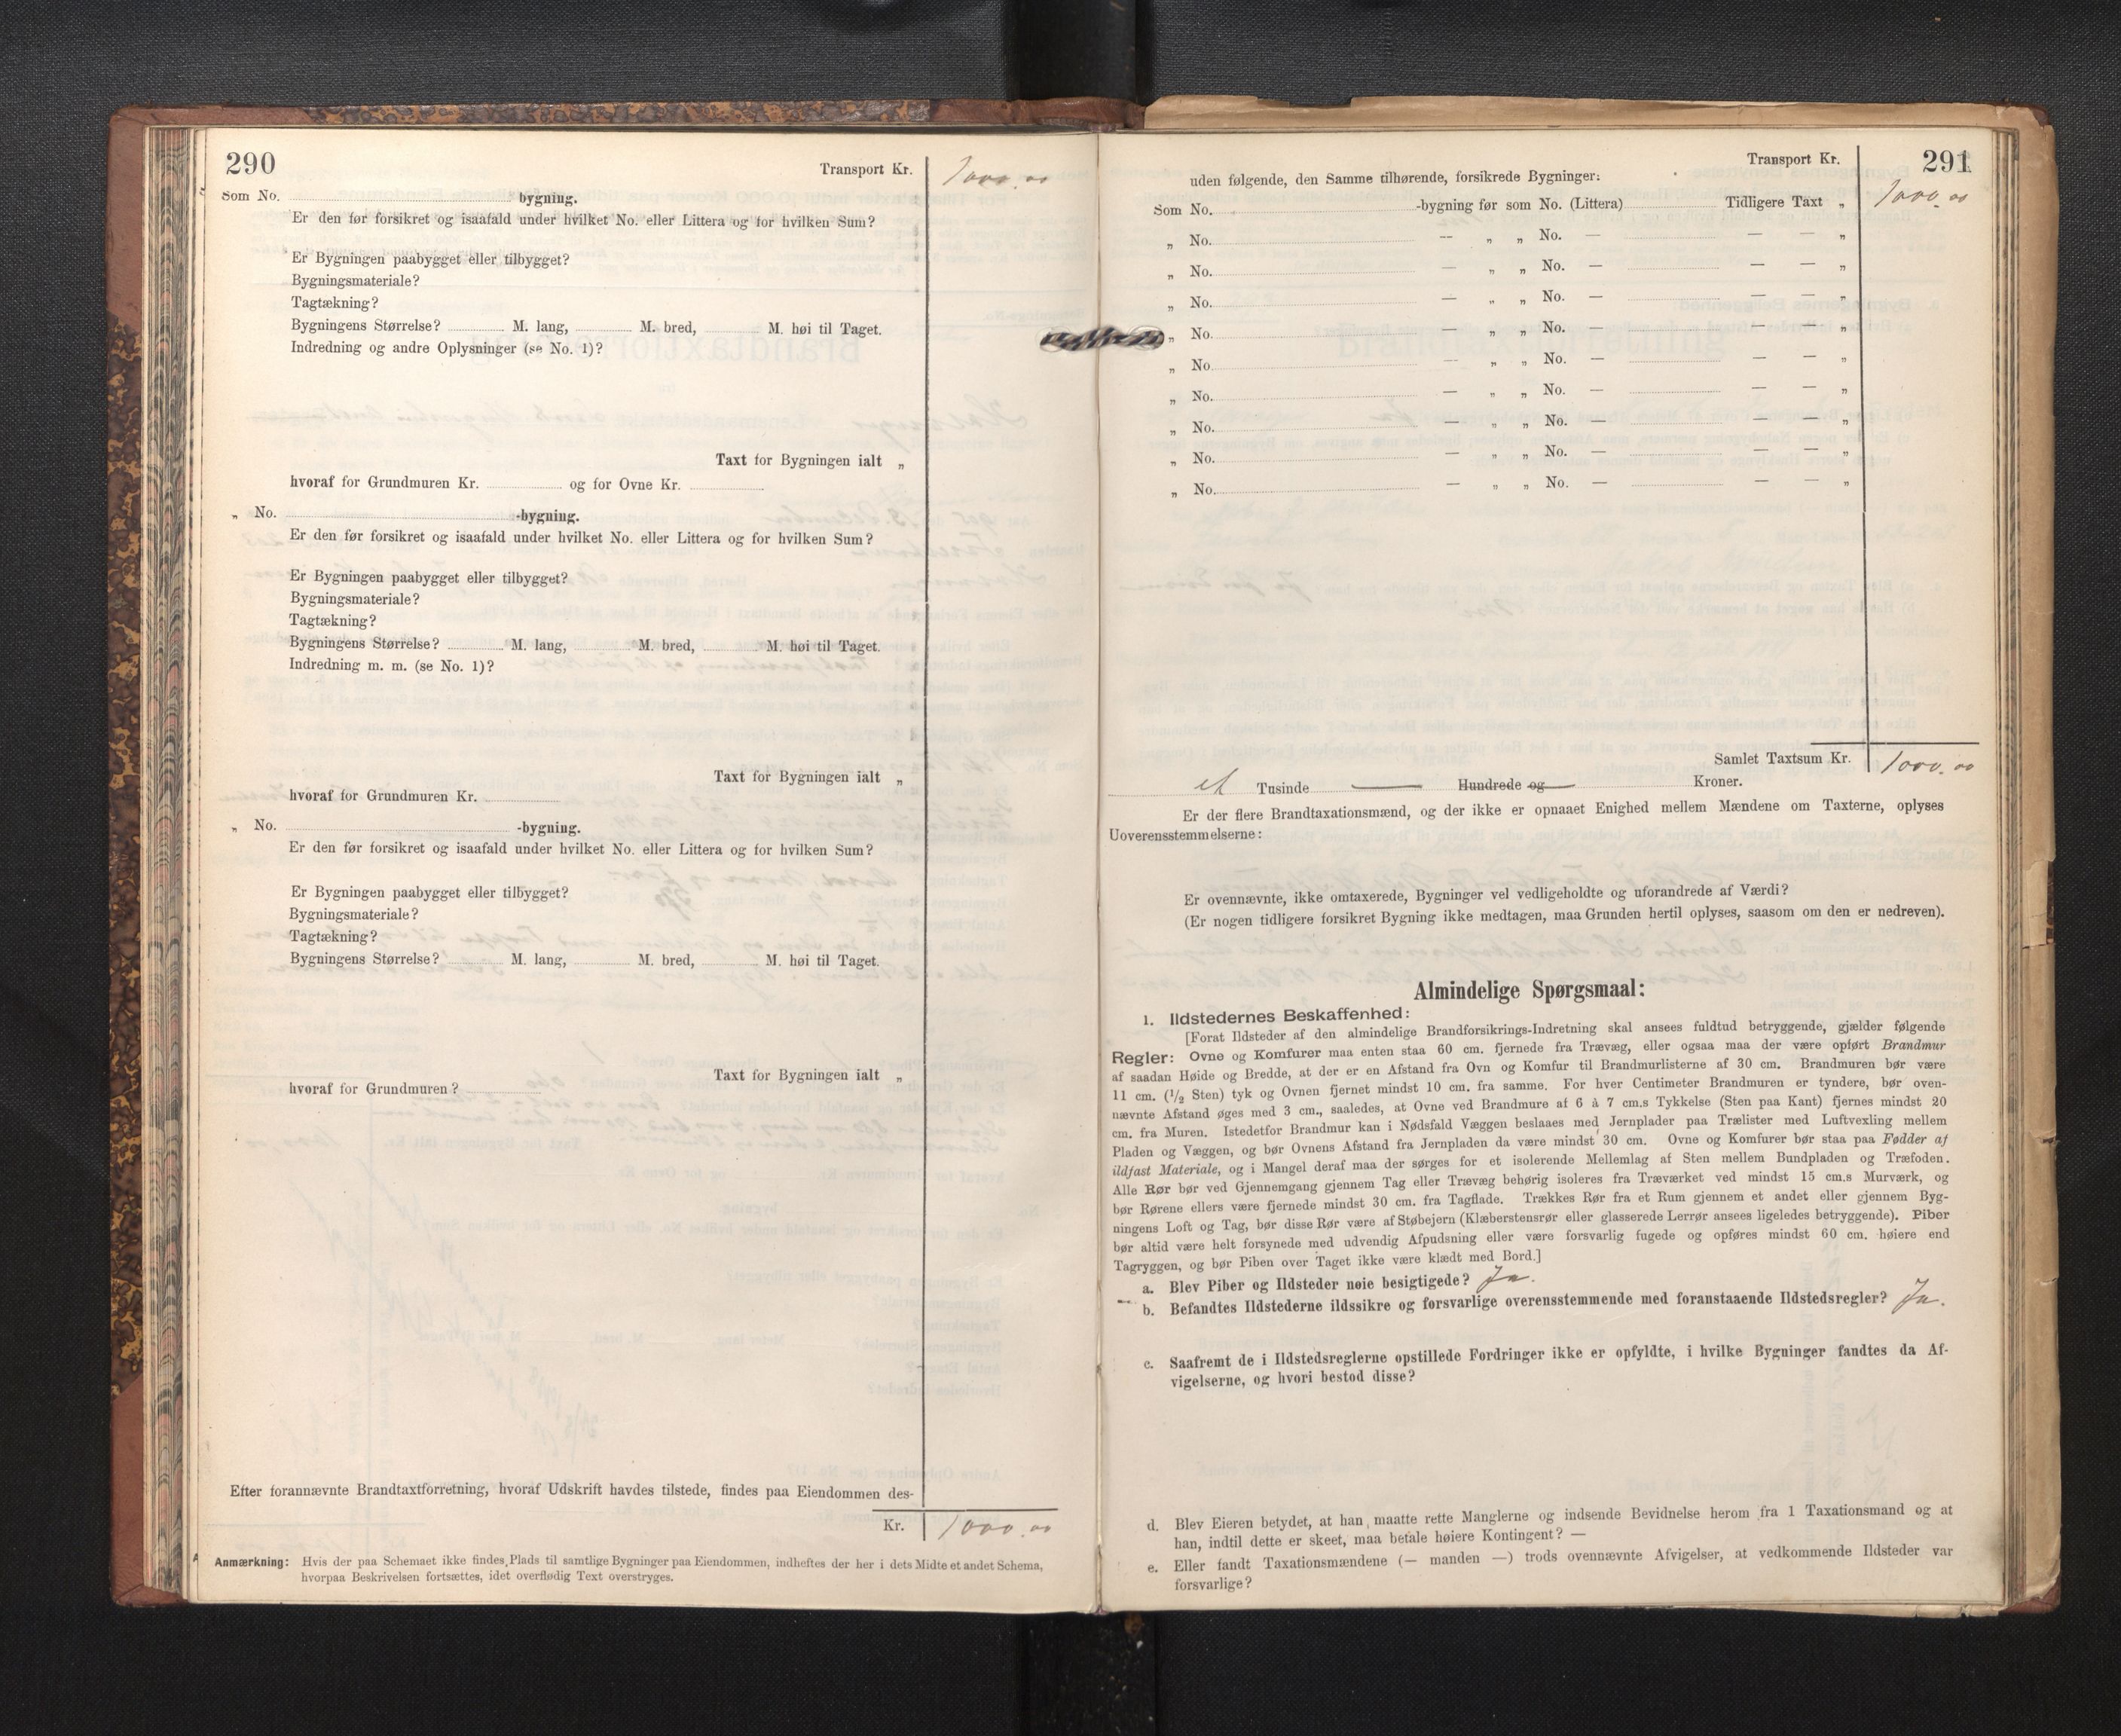 290
Transport Kr. 1000.00
Som No. bygning.
Er den før forsikret og isaafald under hvilket No. eller Littera og for hvilken Sum?
Er Bygningen paabygget eller tilbygget?
Bygningsmateriale?
Tagtækning?
Bygningens Størrelse? M. lang, M. bred, M. høi til Taget.
Indredning og andre Oplysninger (se No. 1)?
Taxt for Bygningen ialt „
hvoraf for Grundmuren Kr. og for Ovne Kr.
„ No. -bygning.
Er den før forsikret og isaafald under hvilket No. eller Littera og for hvilken Sum?
Er Bygningen paabygget eller tilbygget?
Bygningsmateriale?
Tagtækning?
Bygningens Størrelse? M. lang, M. bred, M. høi til Taget.
Indredning m. m. (se No. 1)?
Taxt for Bygningen ialt „
hvoraf for Grundmuren Kr.
„ No. -bygning.
Er den før forsikret og isaafald under hvilket No. eller Littera og for hvilken Sum?
Er Bygningen paabygget eller tilbygget?
Bygningsmateriale?
Tagtækning?
Bygningens Størrelse? M. lang, M. bred, M. høi til Taget.
Taxt for Bygningen ialt „
hvoraf for Grundmuren?
Efter forannævnte Brandtaxtforretning, hvoraf Udskrift havdes tilstede, findes paa Eiendommen des-
Kr. 1000.00
Anmærkning: Hvis der paa Schemaet ikke findes Plads til samtlige Bygninger paa Eiendommen, indheftes der her i dets Midte et andet Schema,
hvorpaa Beskrivelsen fortsættes, idet overflødig Text overstryges.
291
Transport Kr.
uden følgende, den Samme tilhørende, forsikrede Bygninger:
Som No. -bygning før som No. (Littera) Tidligere Taxt „ 1000.00
„ No. — „ „ No. — — — „
„ No. — „ „ No. — — — „
„ No. — „ „ No. — — — „
„ No. — „ „ No. — — — „
„ No. — „ „ No. — — — „
„ No. — „ „ No. — — — „
„ No. — „ „ No. — — — „
„ No. — „ „ No. — — — „
„ No. — „ „ No. — — — „
Samlet Taxtsum Kr. 1000.00
et Tusinde Hundrede og Kroner.
Er der flere Brandtaxationsmænd, og der ikke er opnaaet Enighed mellem Mændene om Taxterne, oplyses
Uoverensstemmelserne:
Er ovennævnte, ikke omtaxerede, Bygninger vel vedligeholdte og uforandrede af Værdi?
(Er nogen tidligere forsikret Bygning ikke medtagen, maa Grunden hertil oplyses, saasom om den er nedreven).
Almindelige Spørgsmaal:
1. Ildstedernes Beskaffenhed:
[Forat Ildsteder af den almindelige Brandforsikrings-Indretning skal ansees fuldtud betryggende, gjælder følgende
Regler: Ovne og Komfurer maa enten staa 60 cm. fjernede fra Trævæg, eller ogsaa maa der være opført Brandmur
af saadan Høide og Bredde, at der er en Afstand fra Ovn og Komfur til Brandmurlisterne af 30 cm. Brandmuren bør være
11 cm. (½ Sten) tyk og Ovnen fjernet mindst 10 cm. fra samme. For hver Centimeter Brandmuren er tyndere, bør oven-
nævnte Afstand øges med 3 cm., saaledes, at Ovne ved Brandmure af 6 à 7 cm.s Tykkelse (Sten paa Kant) fjernes mindst 20
cm. fra Muren. Istedetfor Brandmur kan i Nødsfald Væggen beslaaes med Jernplader paa Trælister med Luftvexling mellem
Pladen og Væggen, og bør Ovnens Afstand fra Jernpladen da være mindst 30 cm. Ovne og Komfurer bør staa paa Fødder af
ildfast Materiale, og i Mangel deraf maa der sørges for et isolerende Mellemlag af Sten mellem Bundpladen og Træfoden.
Alle Rør bør ved Gjennemgang gjennem Tag eller Trævæg behørig isoleres fra Træværket ved mindst 15 cm.s Murværk, og
bør Rørene ellers være fjernede mindst 30 cm. fra Tagflade. Trækkes Rør fra et Rum gjennem et andet eller gjennem Byg-
ningens Loft og Tag, bør disse Rør være af Støbejern (Klæberstensrør eller glasserede Lerrør ansees ligeledes betryggende). Piber
bør altid være helt forsynede med udvendig Afpudsning eller være forsvarlig fugede og opføres mindst 60 cm. høiere end
Tagryggen, og bør Piben over Taget ikke være klædt med Bord.]
a. Blev Piber og Ildsteder nøie besigtigede? Ja.
b. Befandtes Ildstederne ildssikre og forsvarlige overensstemmende med foranstaaende Ildstedsregler? Ja.
c. Saafremt de i Ildstedsreglerne opstillede Fordringer ikke er opfyldte, i hvilke Bygninger fandtes da Af-
vigelserne, og hvori bestod disse?
d. Blev Eieren betydet, at han maatte rette Manglerne og indsende Bevidnelse herom fra 1 Taxationsmand og at
han, indtil dette er skeet, maa betale høiere Kontingent? —
e. Eller fandt Taxationsmændene (— manden —) trods ovennævnte Afvigelser, at vedkommende Ildsteder var
forsvarlige?